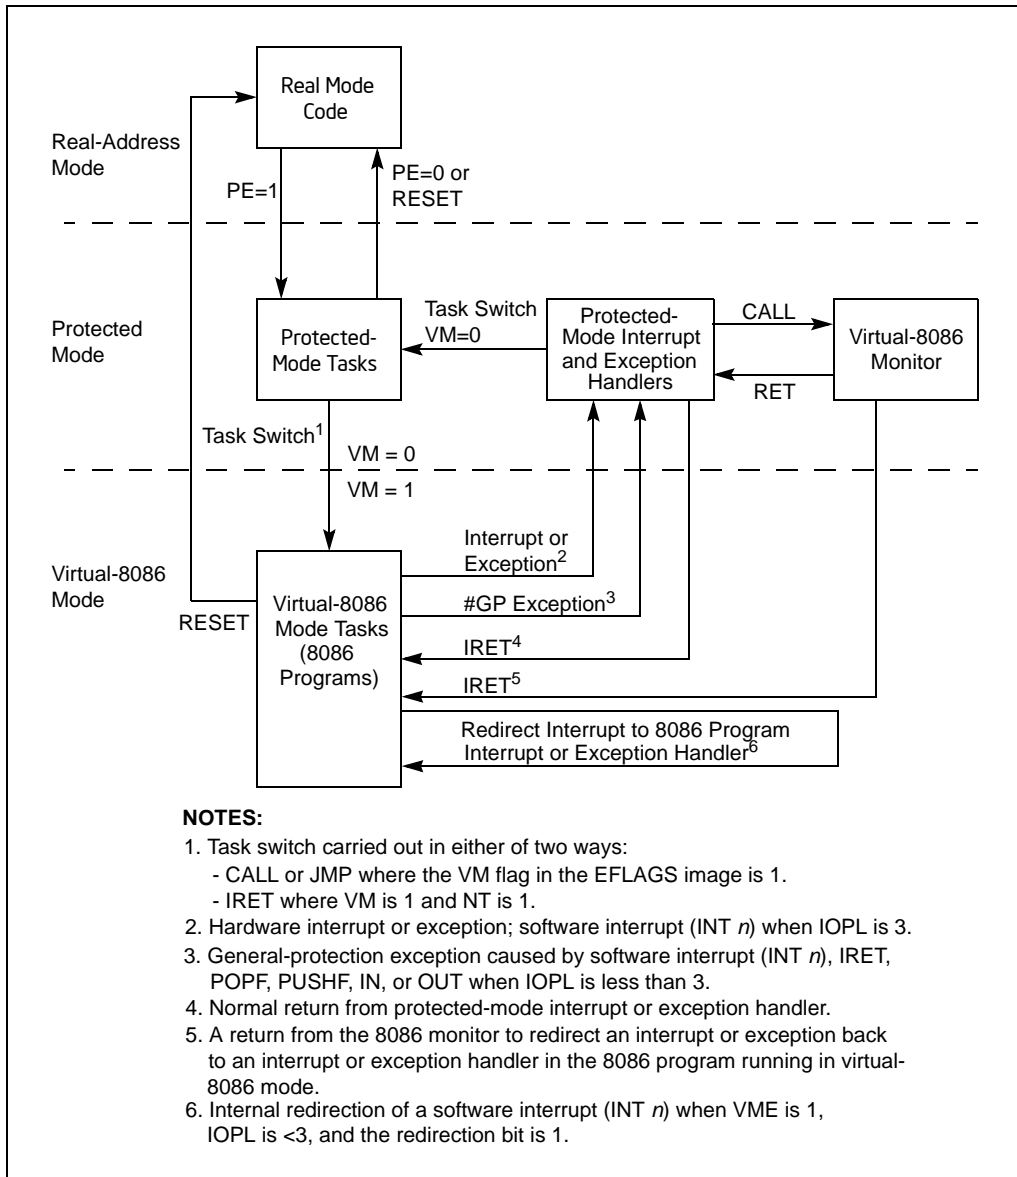 Real Mode
Code
Real-Address
Mode
PE=1
PE=0 or
RESET
Protected
Mode
Protected-
Mode Tasks
Task Switch
VM=0
Protected-
Mode Interrupt
and Exception
Handlers
CALL
RET
Virtual-8086
Monitor
Task Switch1
VM = 0
VM = 1
Virtual-8086
Mode
RESET
Virtual-8086
Mode Tasks
(8086
Programs)
Interrupt or
Exception2
#GP Exception3
IRET4
IRET5
Redirect Interrupt to 8086 Program
Interrupt or Exception Handler6
NOTES:
1. Task switch carried out in either of two ways:
- CALL or JMP where the VM flag in the EFLAGS image is 1.
- IRET where VM is 1 and NT is 1.
2. Hardware interrupt or exception; software interrupt (INT n) when IOPL is 3.
3. General-protection exception caused by software interrupt (INT n), IRET,
POPF, PUSHF, IN, or OUT when IOPL is less than 3.
4. Normal return from protected-mode interrupt or exception handler.
5. A return from the 8086 monitor to redirect an interrupt or exception back
to an interrupt or exception handler in the 8086 program running in virtual-
8086 mode.
6. Internal redirection of a software interrupt (INT n) when VME is 1,
IOPL is <3, and the redirection bit is 1.